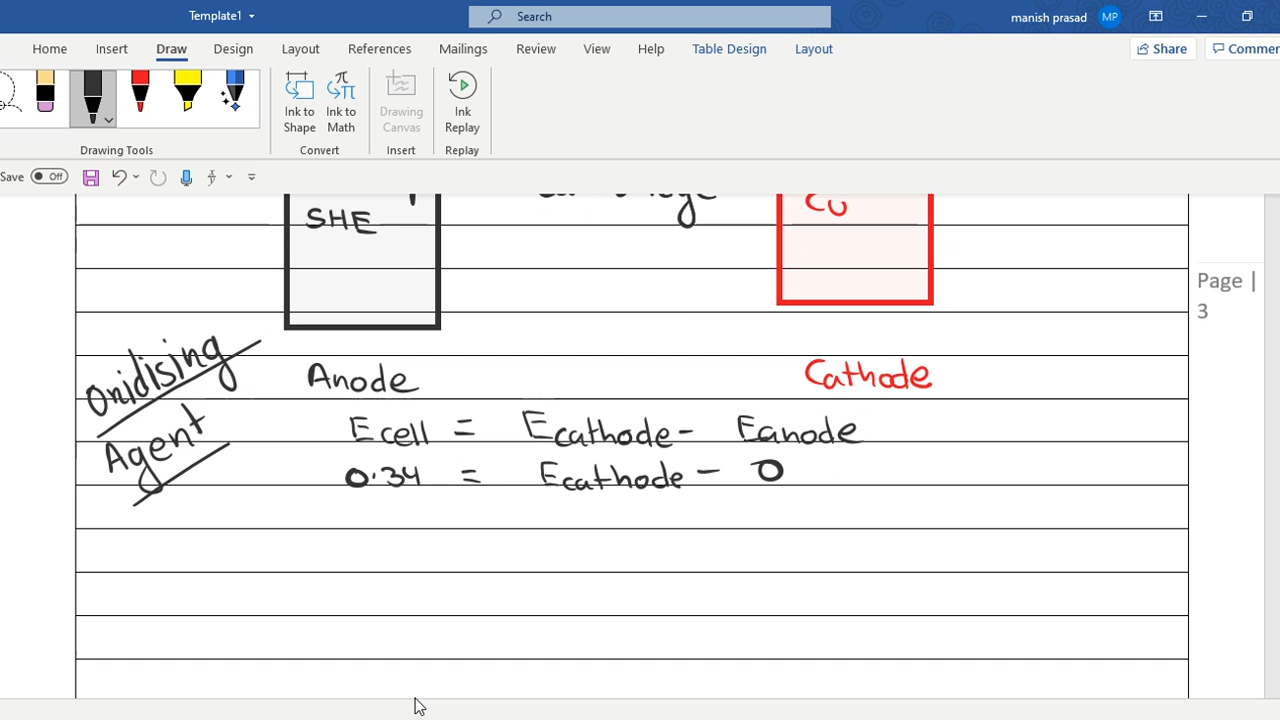 Template1
Search
manish prasad
MP
Home Insert Draw Design Layout References Mailings Review View Help Table Design Layout
Share
Commen
Ink to Shape
Ink to Math
Drawing Canvas
Ink Replay
Drawing Tools
Convert
Insert
Replay
Save Off
SHE
CU
Page |
3
Onidising
Agent
Anode
Cathode
Ecell = Ecathode - Eanode
0.34 = Ecathode - 0